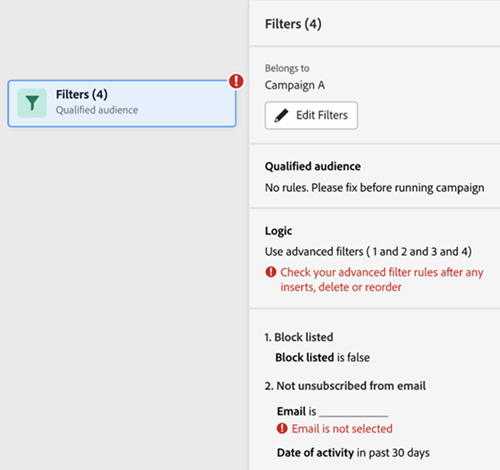 Filters (4)
Qualified audience
Filters (4)
Belongs to
Campaign A
Edit Filters
Qualified audience
No rules. Please fix before running campaign
Logic
Use advanced filters ( 1 and 2 and 3 and 4)
Check your advanced filter rules after any
inserts, delete or reorder
1. Block listed
Block listed is false
2. Not unsubscribed from email
Email is ____________
Email is not selected
Date of activity in past 30 days